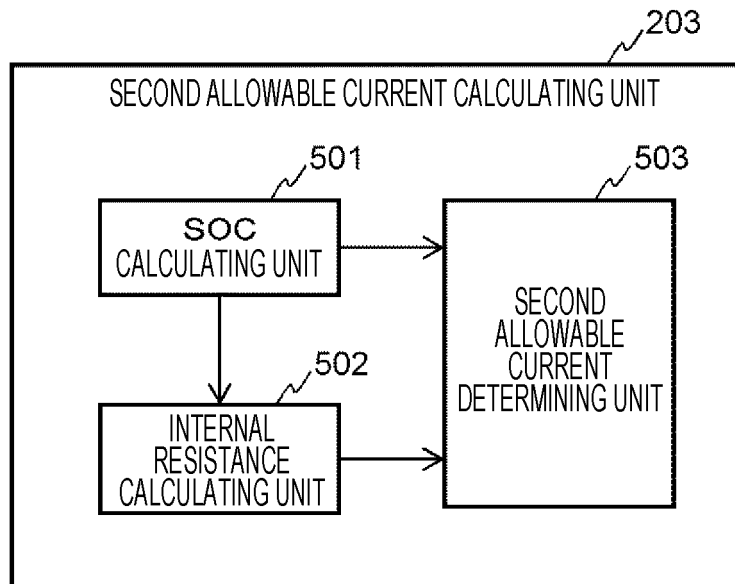 203
SECOND ALLOWABLE CURRENT CALCULATING UNIT
501
SOC
CALCULATING UNIT
503
SECOND
ALLOWABLE
CURRENT
DETERMINING UNIT
502
INTERNAL
RESISTANCE
CALCULATING UNIT